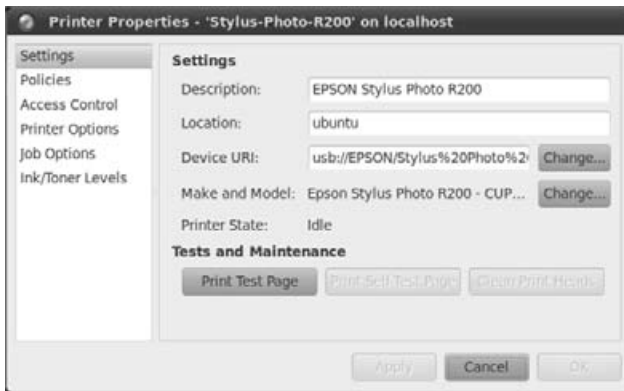 Printer Properties - 'Stylus-Photo-R200' on localhost
Settings
Policies
Access Control
Printer Options
Job Options
Ink/Toner Levels
Settings
Description: EPSON Stylus Photo R200
Location: ubuntu
Device URI: usb://EPSON/Stylus%20Photo%2 Change...
Make and Model: Epson Stylus Photo R200 - CUP... Change...
Printer State: Idle
Tests and Maintenance
Print Test Page Print Self Test Page Clean Print Heads
Apply Cancel OK